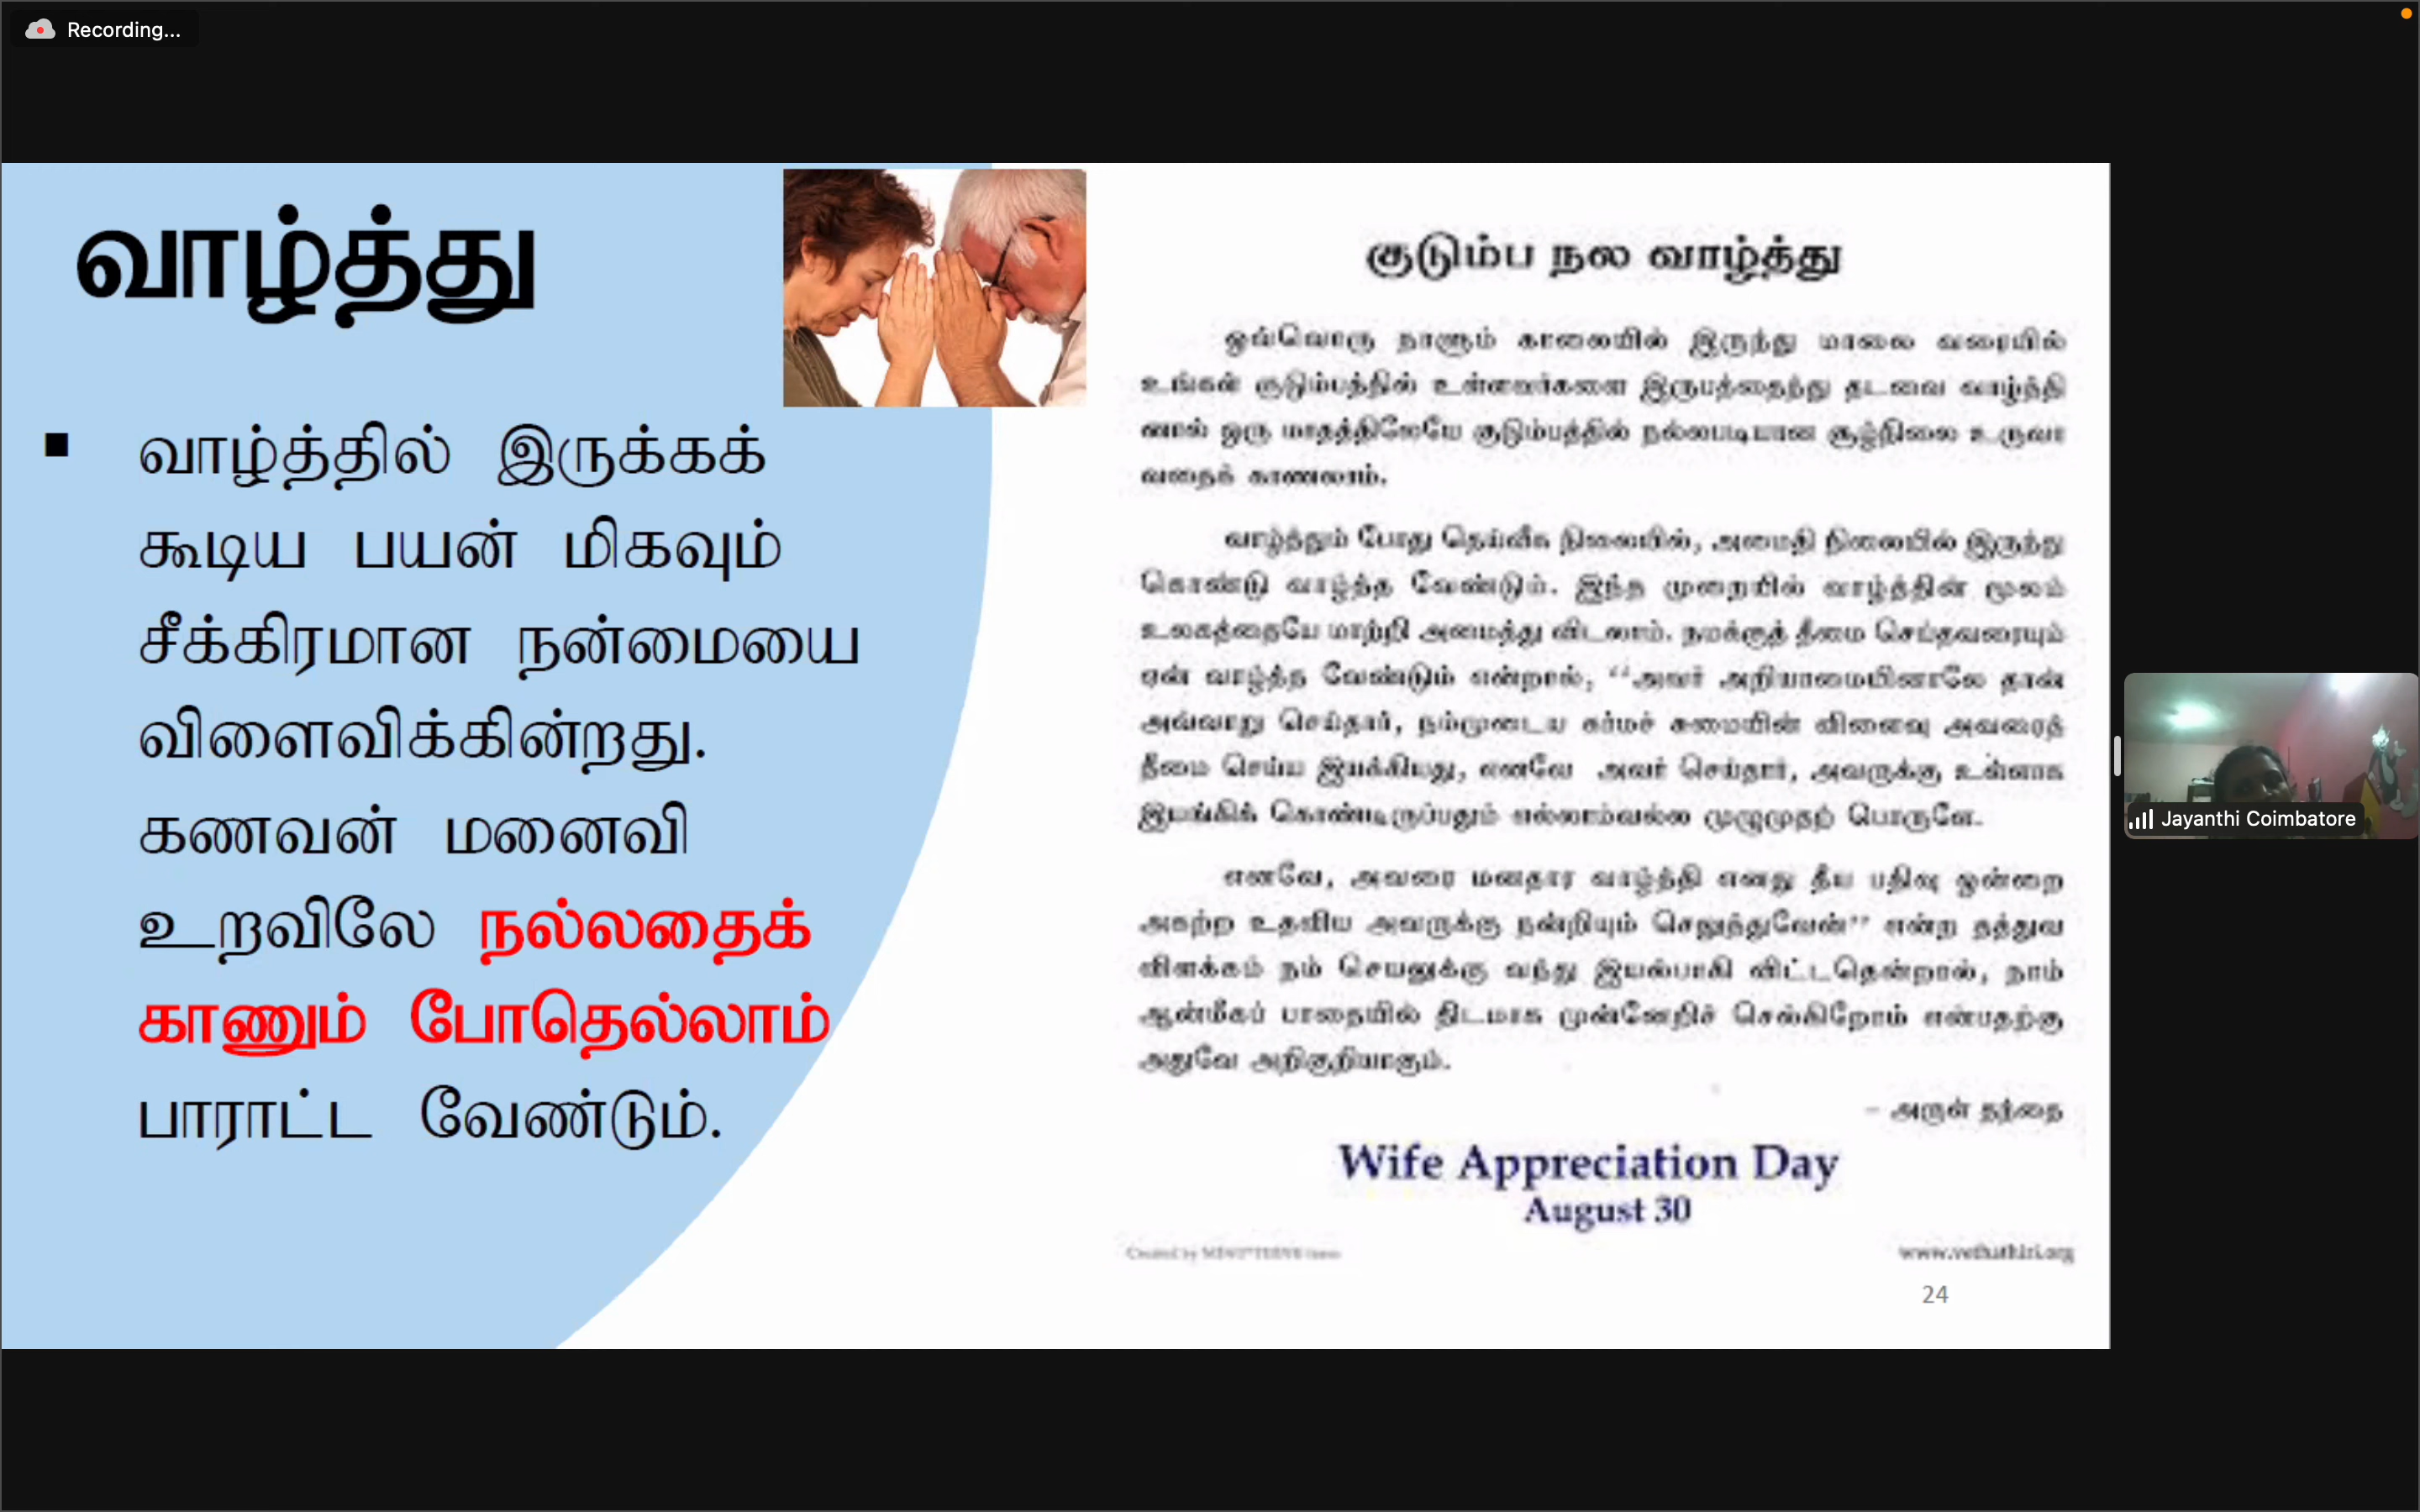 Recording...
வாழ்த்து
▪ வாழ்த்தில் இருக்கக்
கூடிய பயன் மிகவும்
சீக்கிரமான நன்மையை
விளைவிக்கின்றது.
கணவன் மனைவி
உறவிலே நல்லதைக்
காணும் போதெல்லாம்
பாராட்ட வேண்டும்.
குடும்ப நல வாழ்த்து
ஒவ்வொரு நாளும் காலையில் இருந்து மாலை வரையில்
உங்கள் குடும்பத்தில் உள்ளவர்களை இருபத்தைந்து தடவை வாழ்த்தி
னால் ஒரு மாதத்திலேயே குடும்பத்தில் நல்லபடியான சூழ்நிலை உருவா
வதைக் காணலாம்.
வாழ்த்தும் போது தெய்வீக நிலையில், அமைதி நிலையில் இருந்து
கொண்டு வாழ்த்த வேண்டும். இந்த முறையில் வாழ்த்தின் மூலம்
உலகத்தையே மாற்றி அமைத்து விடலாம். நமக்குத் தீமை செய்தவரையும்
ஏன் வாழ்த்த வேண்டும் என்றால், "அவர் அறியாமையினாலே தான்
அவ்வாறு செய்தார், நம்முடைய கர்மச் சுமையின் விளைவு அவரைத்
தீமை செய்ய இயக்கியது, எனவே அவர் செய்தார், அவருக்கு உள்ளாக
இயங்கிக் கொண்டிருப்பதும் எல்லாம்வல்ல முழுமுதற் பொருளே.
எனவே, அவரை மனதார வாழ்த்தி எனது தீய பதிவு ஒன்றை
அகற்ற உதவிய அவருக்கு நன்றியும் செலுத்துவேன்" என்ற தத்துவ
விளக்கம் நம் செயலுக்கு வந்து இயல்பாகி விட்டதென்றால், நாம்
ஆன்மீகப் பாதையில் திடமாக முன்னேறிச் செல்கிறோம் என்பதற்கு
அதுவே அறிகுறியாகும்.
– அருள் தந்தை
Wife Appreciation Day
August 30
Created by
www.vethathiri.org
24
Jayanthi Coimbatore